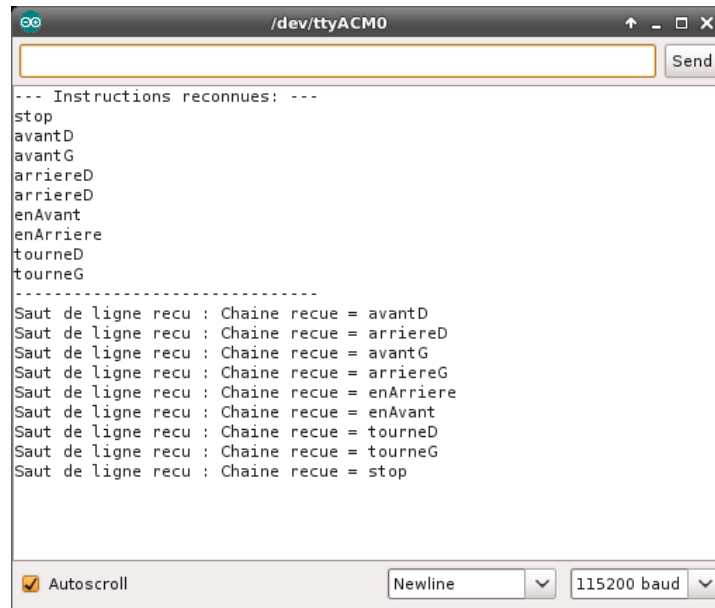 /dev/ttyACM0
Send
--- Instructions reconnues: ---
stop
avantD
avantG
arriereD
arriereD
enAvant
enArriere
tourneD
tourneG
-------------------------------
Saut de ligne recu : Chaine recue = avantD
Saut de ligne recu : Chaine recue = arriereD
Saut de ligne recu : Chaine recue = avantG
Saut de ligne recu : Chaine recue = arriereG
Saut de ligne recu : Chaine recue = enArriere
Saut de ligne recu : Chaine recue = enAvant
Saut de ligne recu : Chaine recue = tourneD
Saut de ligne recu : Chaine recue = tourneG
Saut de ligne recu : Chaine recue = stop
Autoscroll Newline 115200 baud